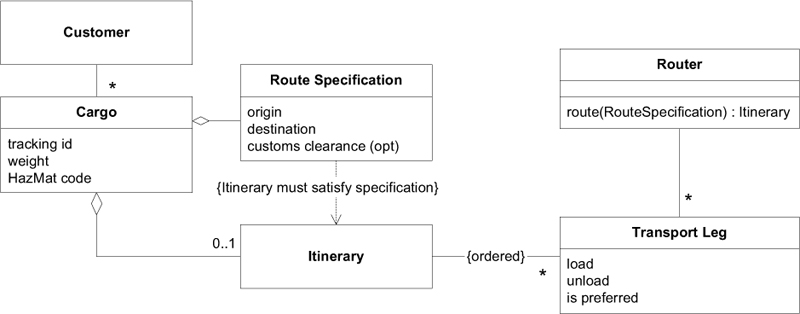 Customer
*
Cargo
tracking id
weight
HazMat code
Route Specification
origin
destination
customs clearance (opt)
{Itinerary must satisfy specification}
0..1
Itinerary
{ordered}
*
Router
route(RouteSpecification) : Itinerary
*
Transport Leg
load
unload
is preferred